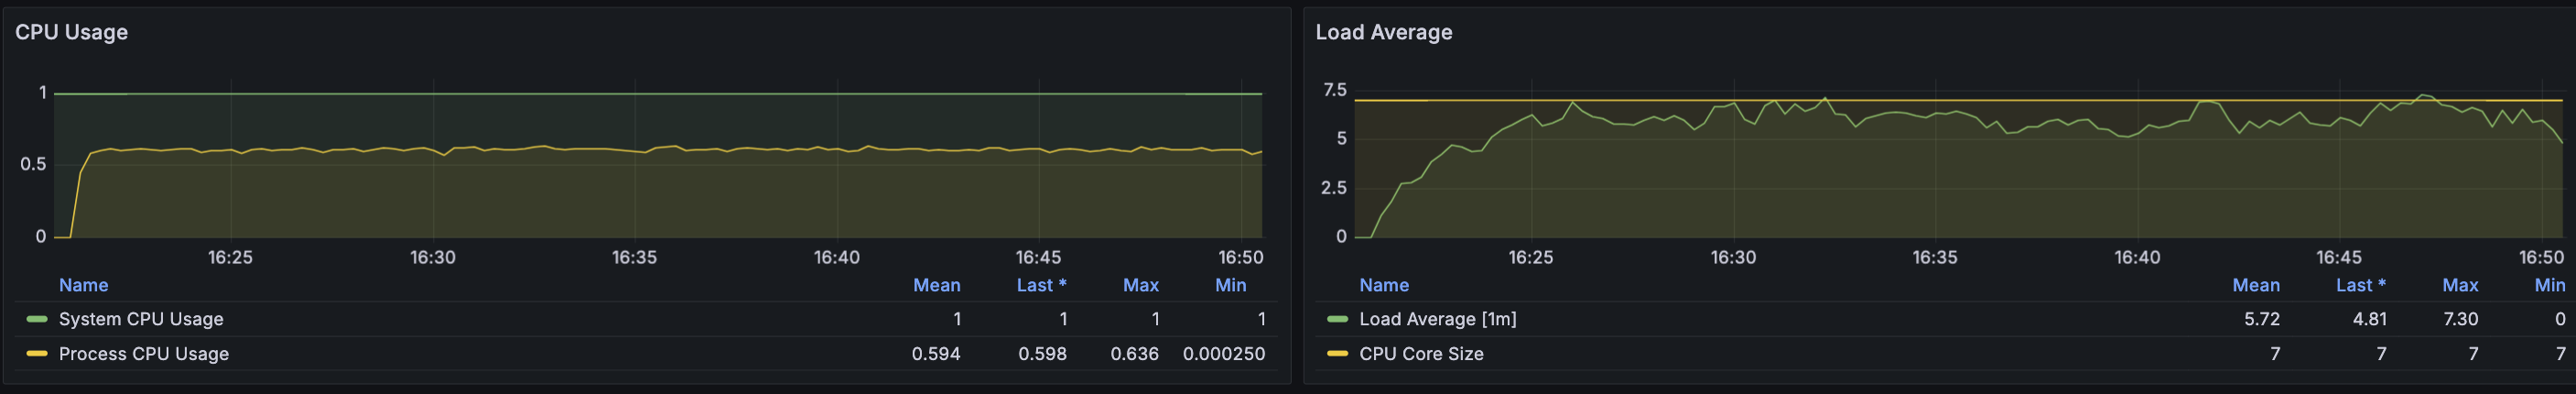 CPU Usage
1
0.5
0
16:25 16:30 16:35 16:40 16:45 16:50
Name Mean Last * Max Min
System CPU Usage 1 1 1 1
Process CPU Usage 0.594 0.598 0.636 0.000250
Load Average
7.5
5
2.5
0
16:25 16:30 16:35 16:40 16:45 16:50
Name Mean Last * Max Min
Load Average [1m] 5.72 4.81 7.30 0
CPU Core Size 7 7 7 7